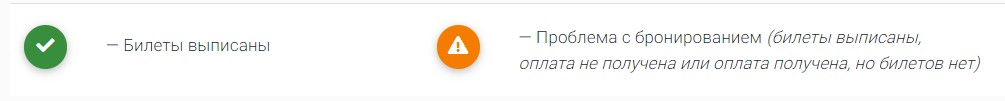 — Билеты выписаны
— Проблема с бронированием (билеты выписаны,
оплата не получена или оплата получена, но билетов нет)